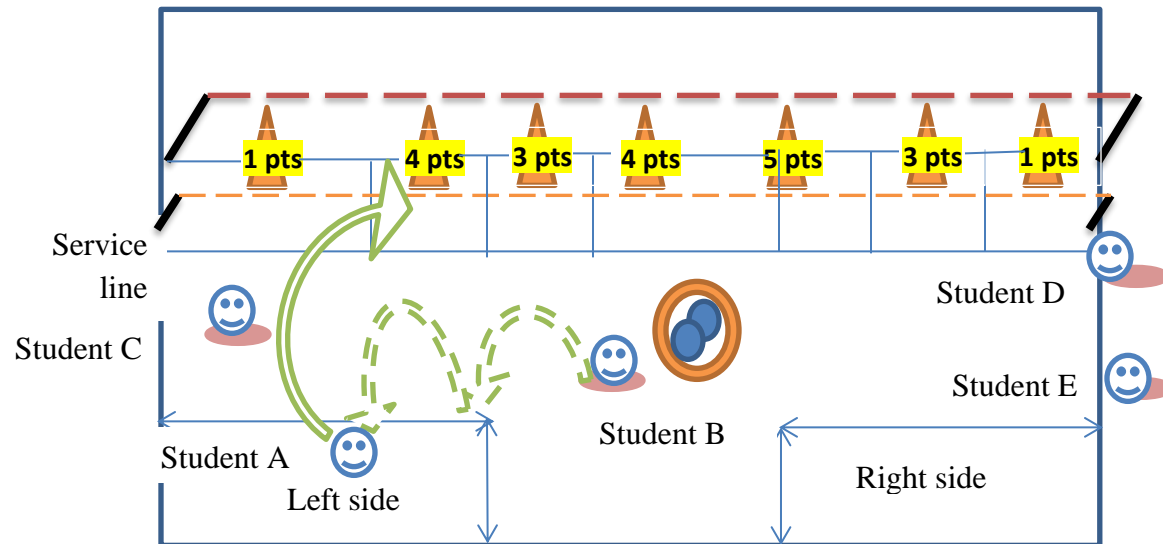 1 pts 4 pts 3 pts 4 pts 5 pts 3 pts 1 pts
Service
line
Student D
Student C
Student E
Student B
Student A
Right side
Left side